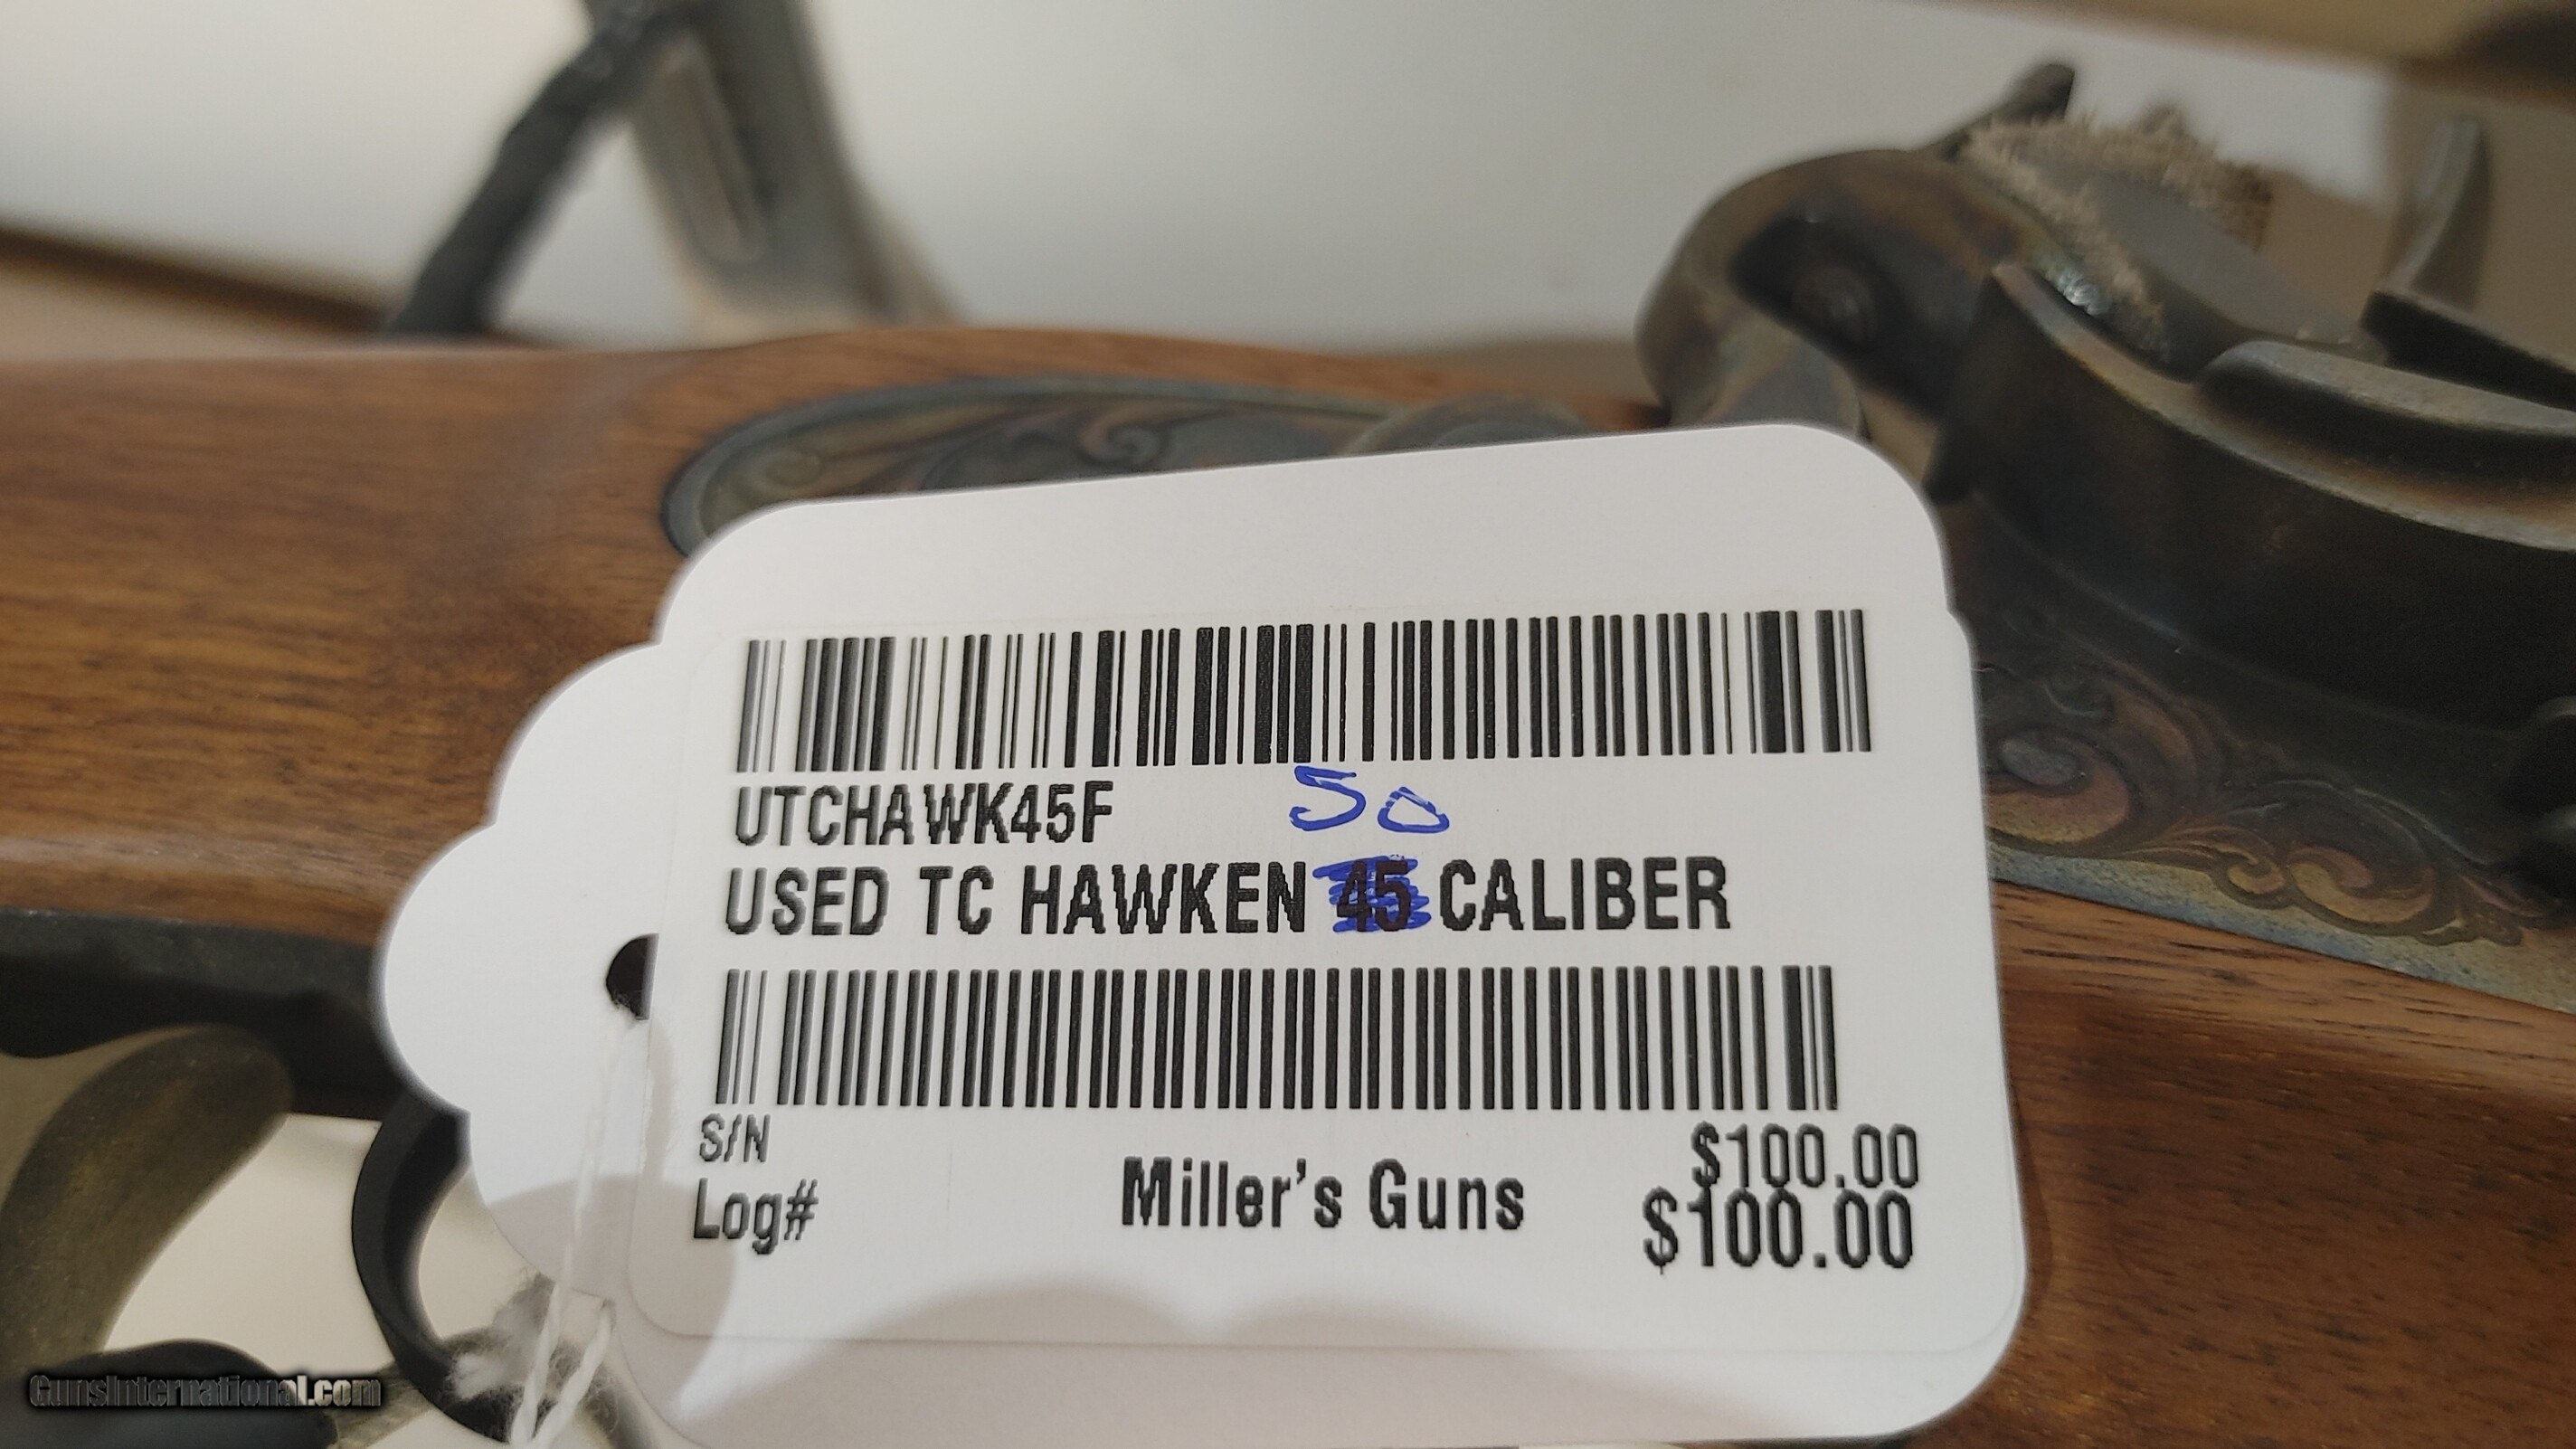 UTCHAWK45F 50
USED TC HAWKEN 45 CALIBER
S/N $100.00
Log# Miller's Guns $100.00
GunsInternational.com